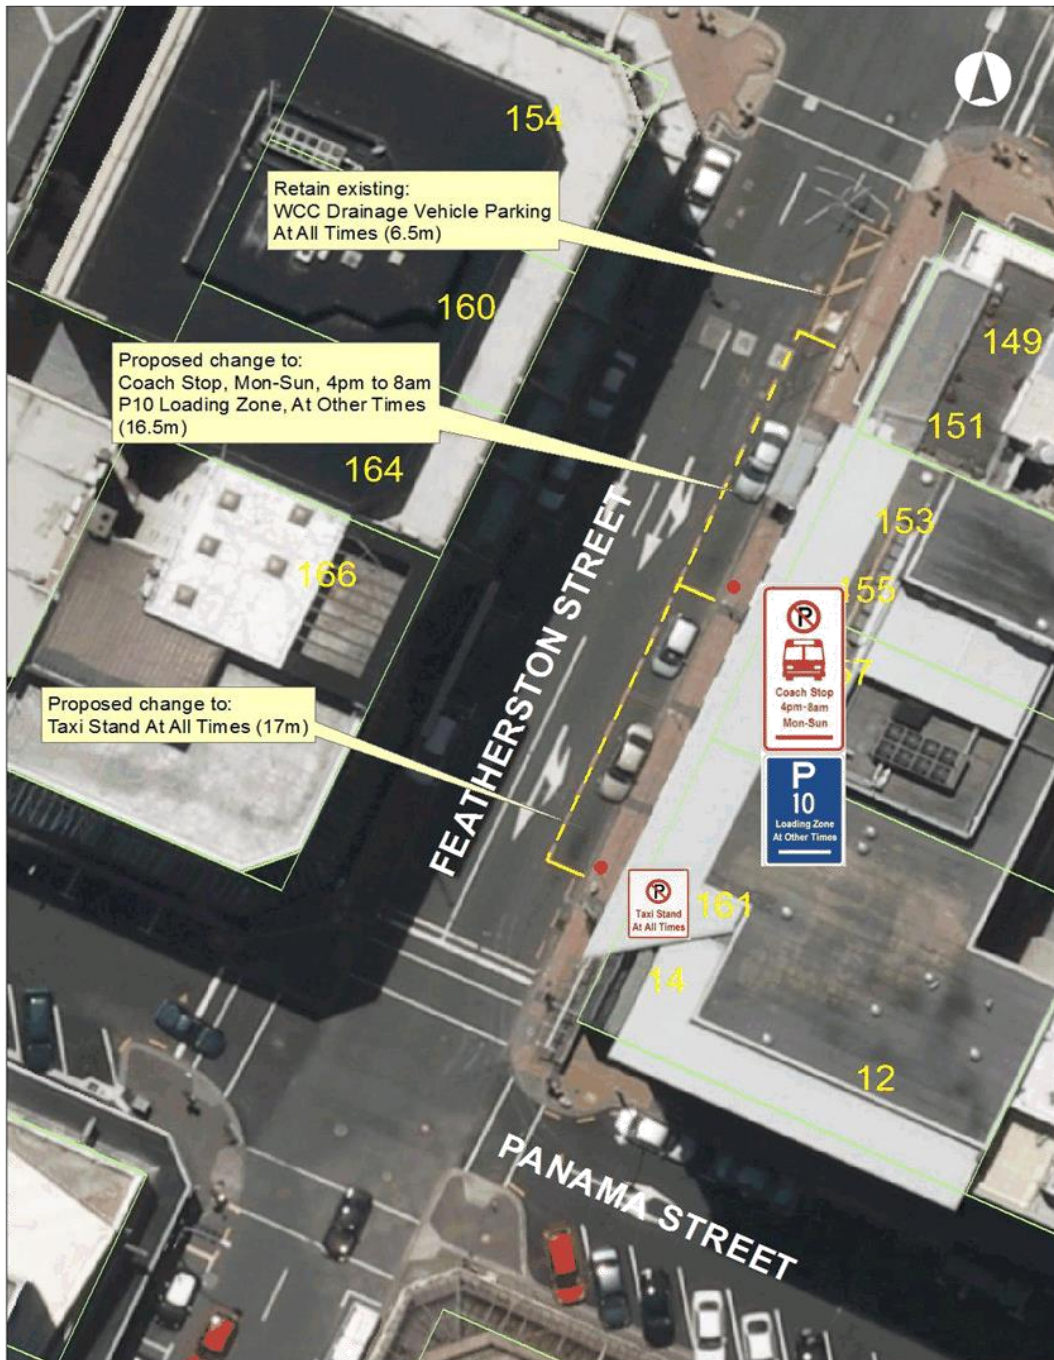 154
Retain existing:
WCC Drainage Vehicle Parking
At All Times (6.5m)
160
149
Proposed change to:
Coach Stop, Mon-Sun, 4pm to 8am
P10 Loading Zone, At Other Times
(16.5m)
151
164
153
166
155
FEATHERSTON STREET
P
Coach Stop
4pm-8am
Mon-Sun
57
Proposed change to:
Taxi Stand At All Times (17m)
P
10
Loading Zone
At Other Times
P
Taxi Stand
At All Times
161
14
12
PANAMA STREET